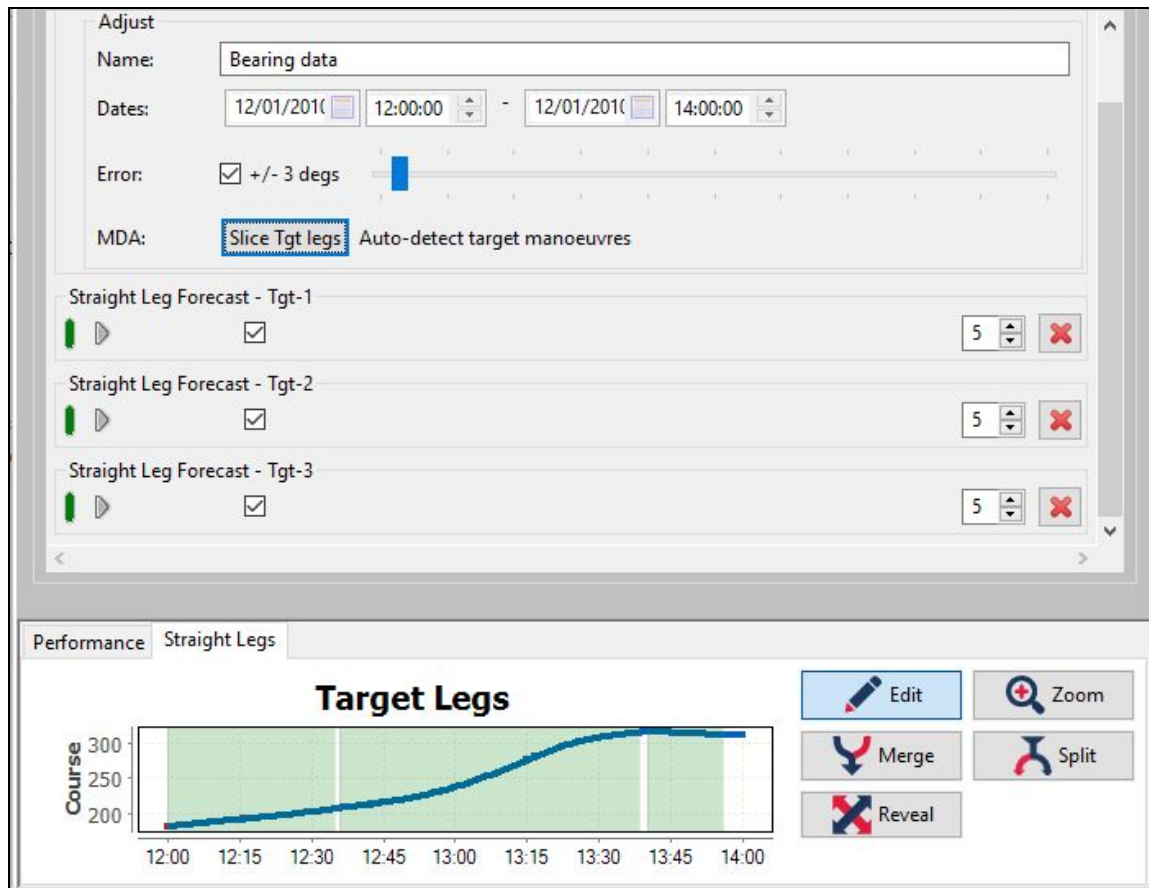 Adjust
Name: Bearing data
Dates: 12/01/201( 12:00:00 - 12/01/201( 14:00:00
Error: +/- 3 degs
MDA: Slice Tgt legs Auto-detect target manoeuvres
Straight Leg Forecast - Tgt-1
5
Straight Leg Forecast - Tgt-2
5
Straight Leg Forecast - Tgt-3
5
Performance Straight Legs
Target Legs
Edit Zoom
Merge Split
Reveal
Course
300
250
200
12:00 12:15 12:30 12:45 13:00 13:15 13:30 13:45 14:00